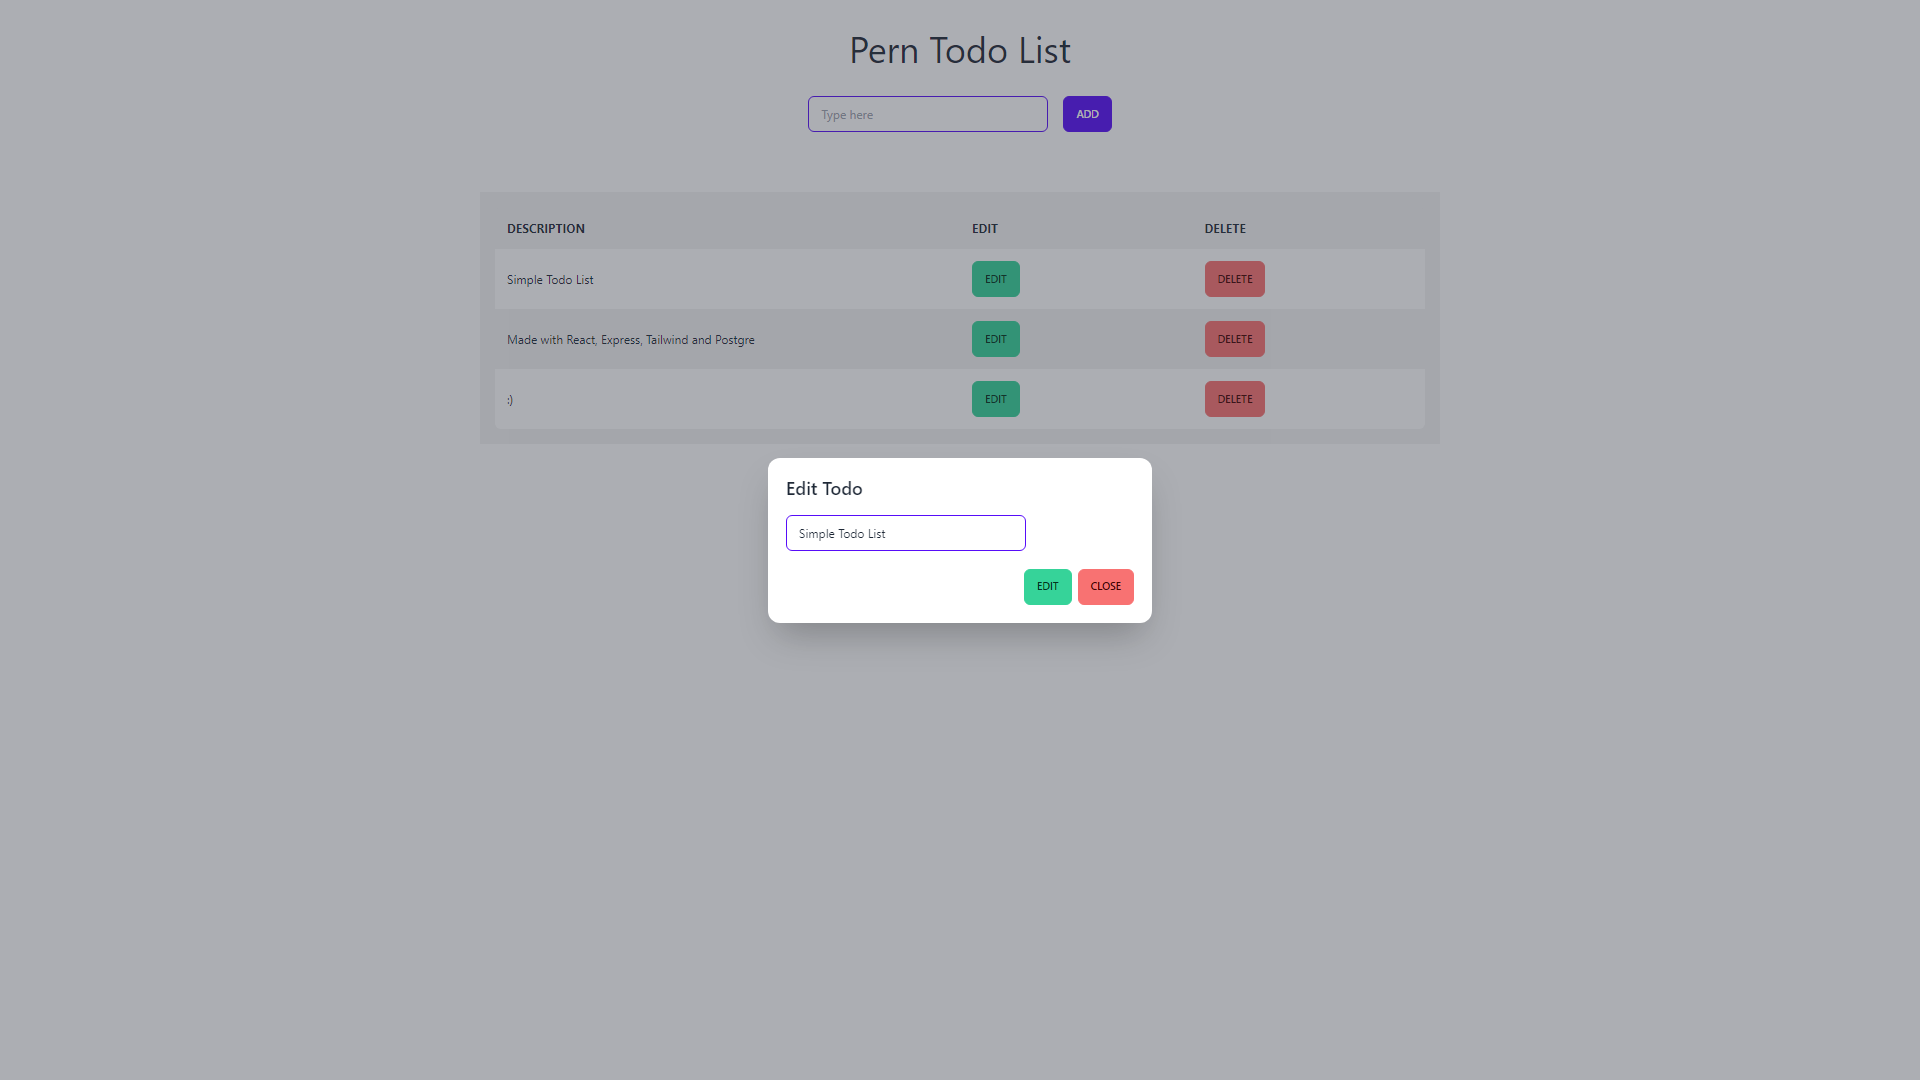 Pern Todo List
Type here
ADD
DESCRIPTION EDIT DELETE
Simple Todo List EDIT DELETE
Made with React, Express, Tailwind and Postgre EDIT DELETE
:) EDIT DELETE
Edit Todo
Simple Todo List
EDIT CLOSE